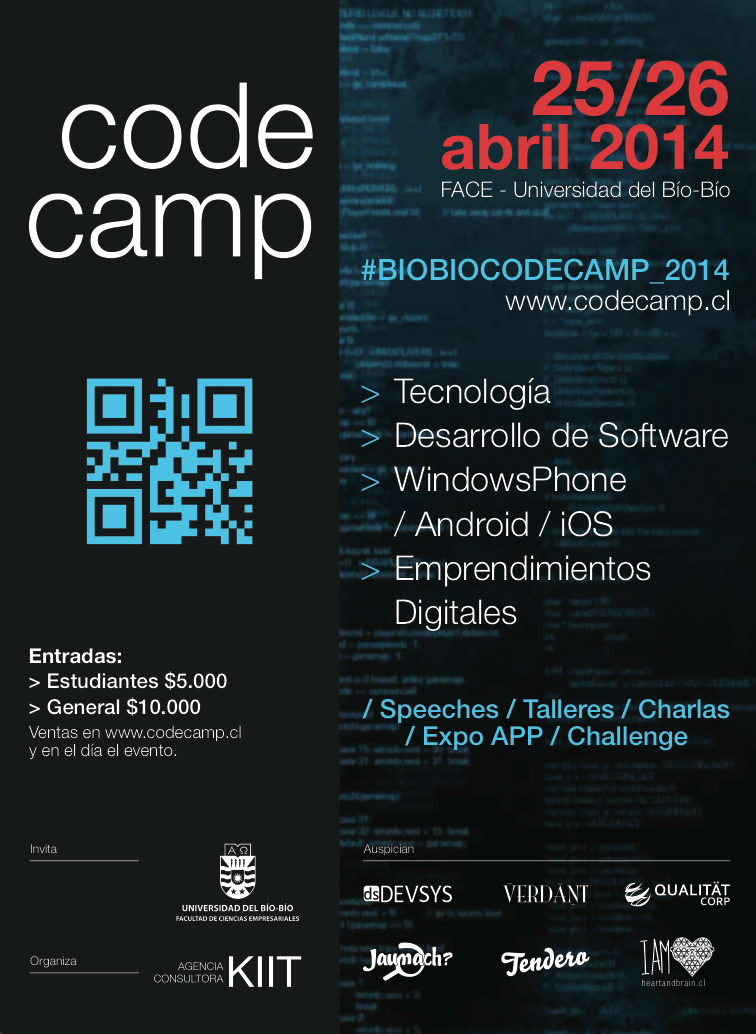 code
camp
25/26
abril 2014
FACE - Universidad del Bío-Bío
#BIOBIOCODECAMP_2014
www.codecamp.cl
> Tecnología
> Desarrollo de Software
> WindowsPhone
/ Android / iOS
> Emprendimientos
Digitales
/ Speeches / Talleres / Charlas
/ Expo APP / Challenge
Entradas:
> Estudiantes $5.000
> General $10.000
Ventas en www.codecamp.cl
y en el día el evento.
Invita
UNIVERSIDAD DEL BÍO-BÍO
FACULTAD DE CIENCIAS EMPRESARIALES
Organiza
AGENCIA
CONSULTORA
KIIT
Auspician
ds DEVSYS
VERDANT
QUALITÄT
CORP
Jaumach?
Tendero
I AM
heartandbrain.cl